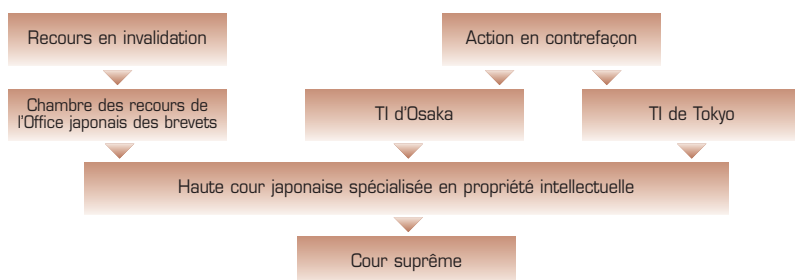 Recours en invalidation
Action en contrefaçon
Chambre des recours de
l'Office japonais des brevets
TI d'Osaka
TI de Tokyo
Haute cour japonaise spécialisée en propriété intellectuelle
Cour suprême